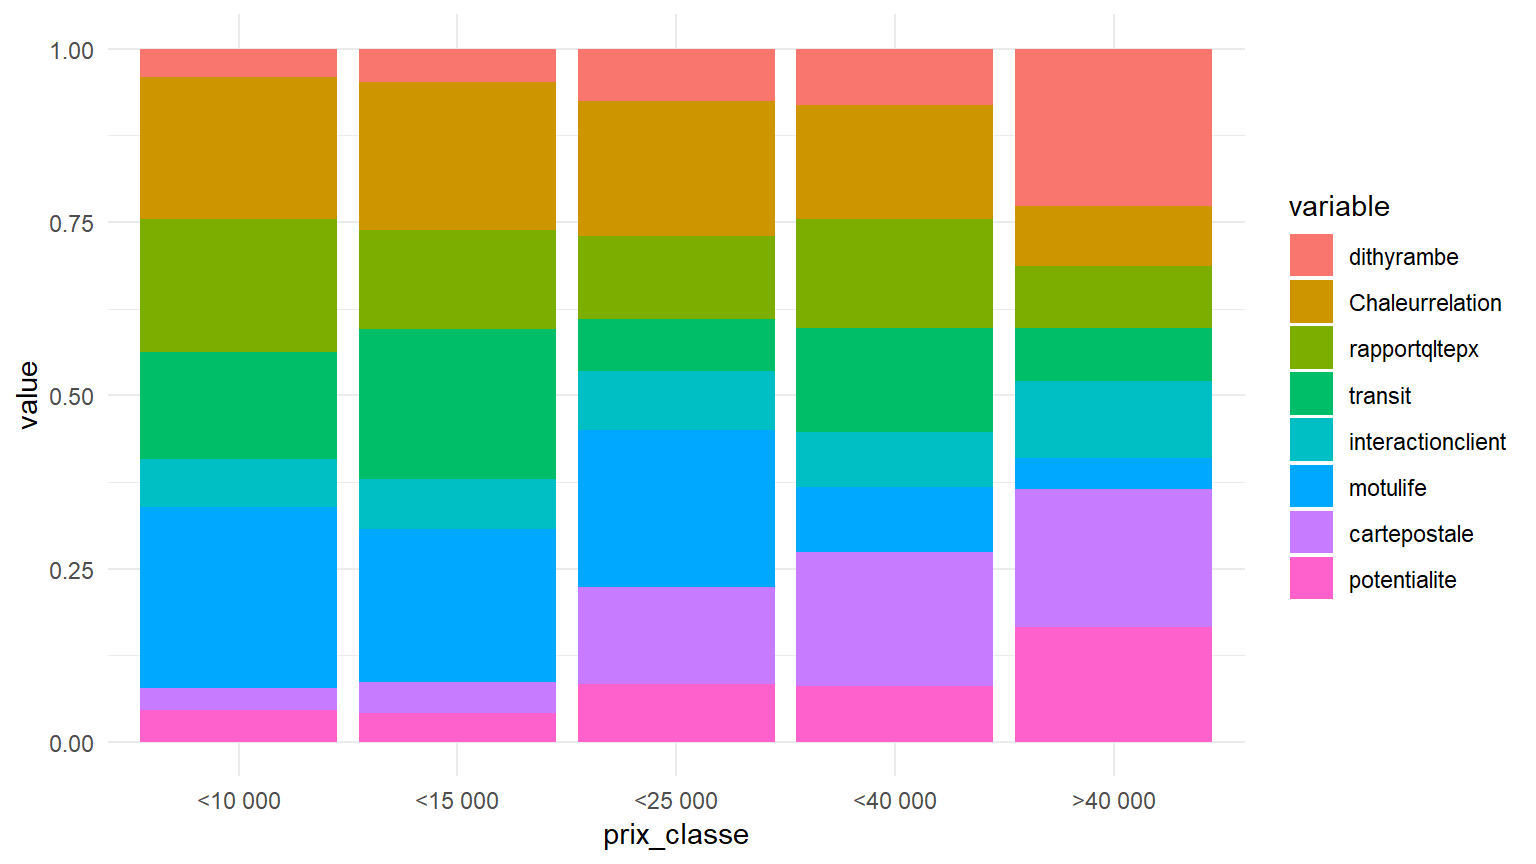 1.00
0.75
0.50
0.25
0.00
value
<10 000
<15 000
<25 000
<40 000
>40 000
prix_classe
variable
dithyrambe
Chaleurrelation
rapportqltepx
transit
interactionclient
motulife
cartepostale
potentialite